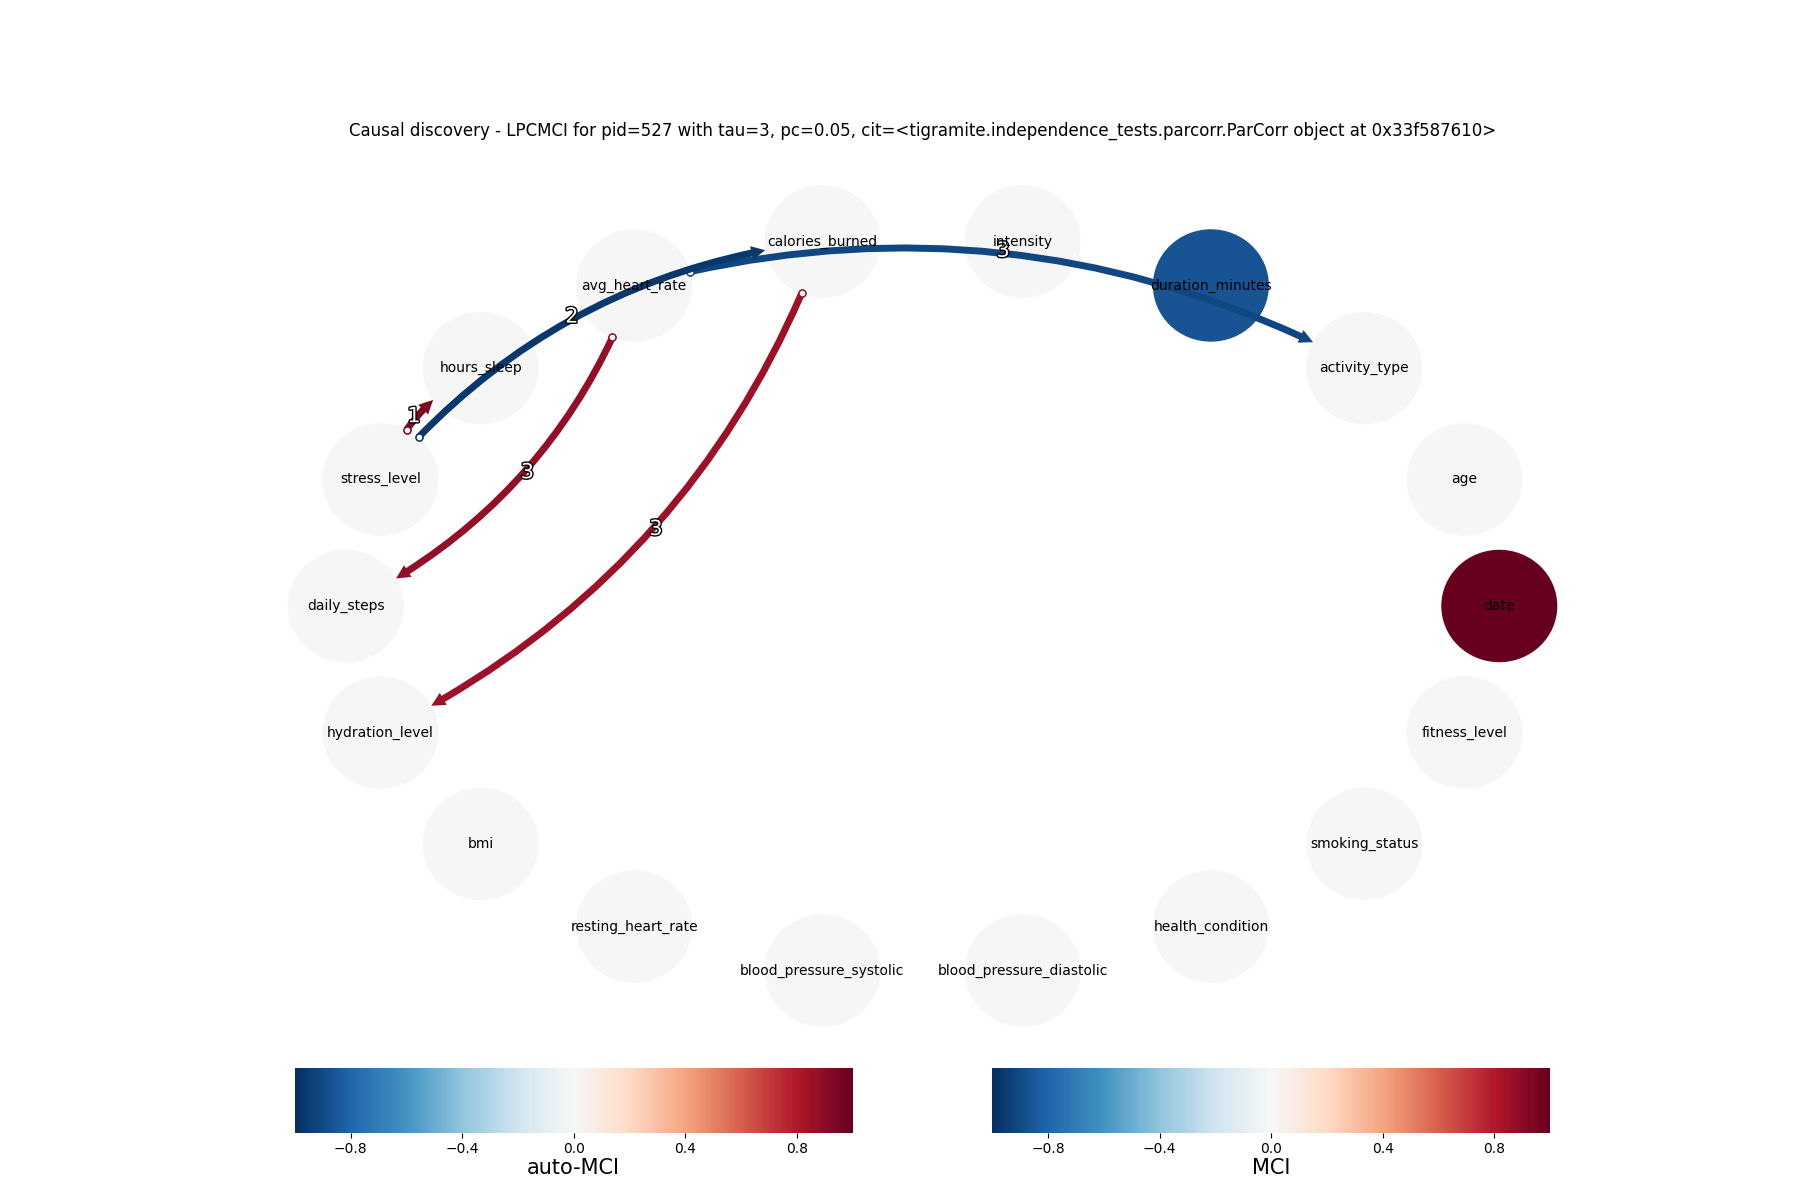 Causal discovery - LPCMCI for pid=527 with tau=3, pc=0.05, cit=<tigramite.independence_tests.parcorr.ParCorr object at 0x33f587610>
calories_burned
intensity
3
avg_heart_rate
duration_minutes
2
hours_sleep
activity_type
1
stress_level
age
3
3
daily_steps
date
hydration_level
fitness_level
bmi
smoking_status
resting_heart_rate
health_condition
blood_pressure_systolic
blood_pressure_diastolic
−0.8 −0.4 0.0 0.4 0.8
auto-MCI
−0.8 −0.4 0.0 0.4 0.8
MCI